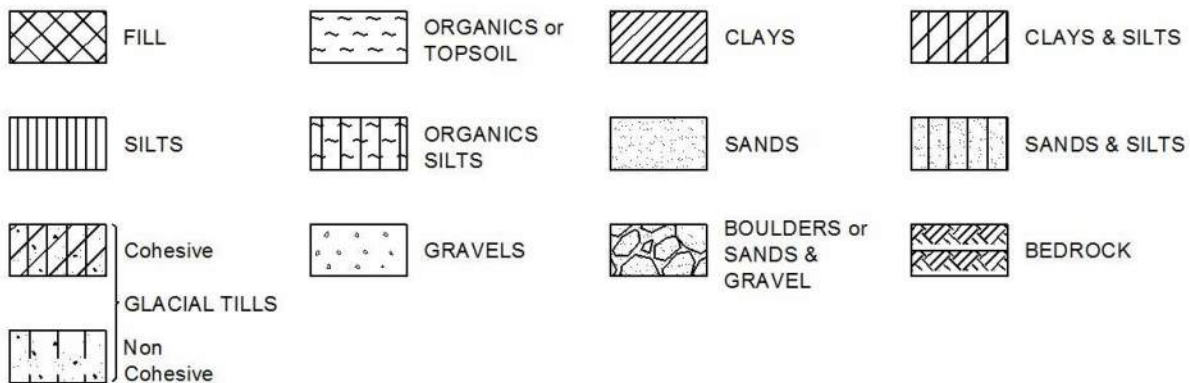 FILL
ORGANICS or
TOPSOIL
CLAYS
CLAYS & SILTS
SILTS
ORGANICS
SILTS
SANDS
SANDS & SILTS
Cohesive
GLACIAL TILLS
Non
Cohesive
GRAVELS
BOULDERS or
SANDS &
GRAVEL
BEDROCK